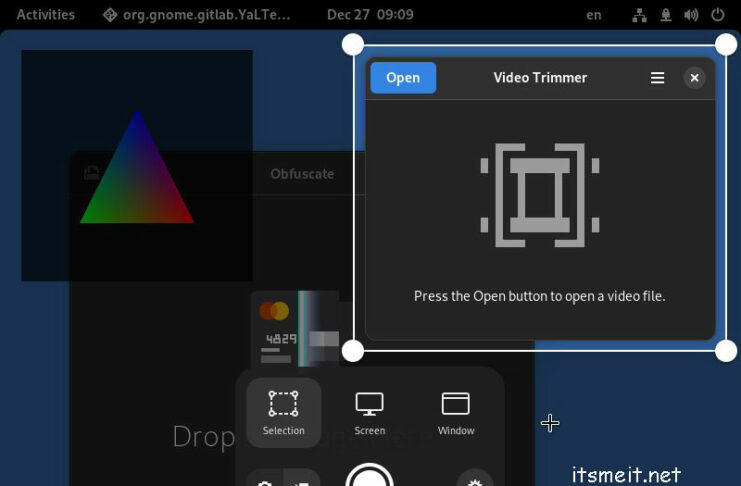 Activities org.gnome.gitlab.YaLTe... Dec 27 09:09 en
Open Video Trimmer
Obfuscate
Press the Open button to open a video file.
4829
Selection Screen Window
Drop
itsmeit.net